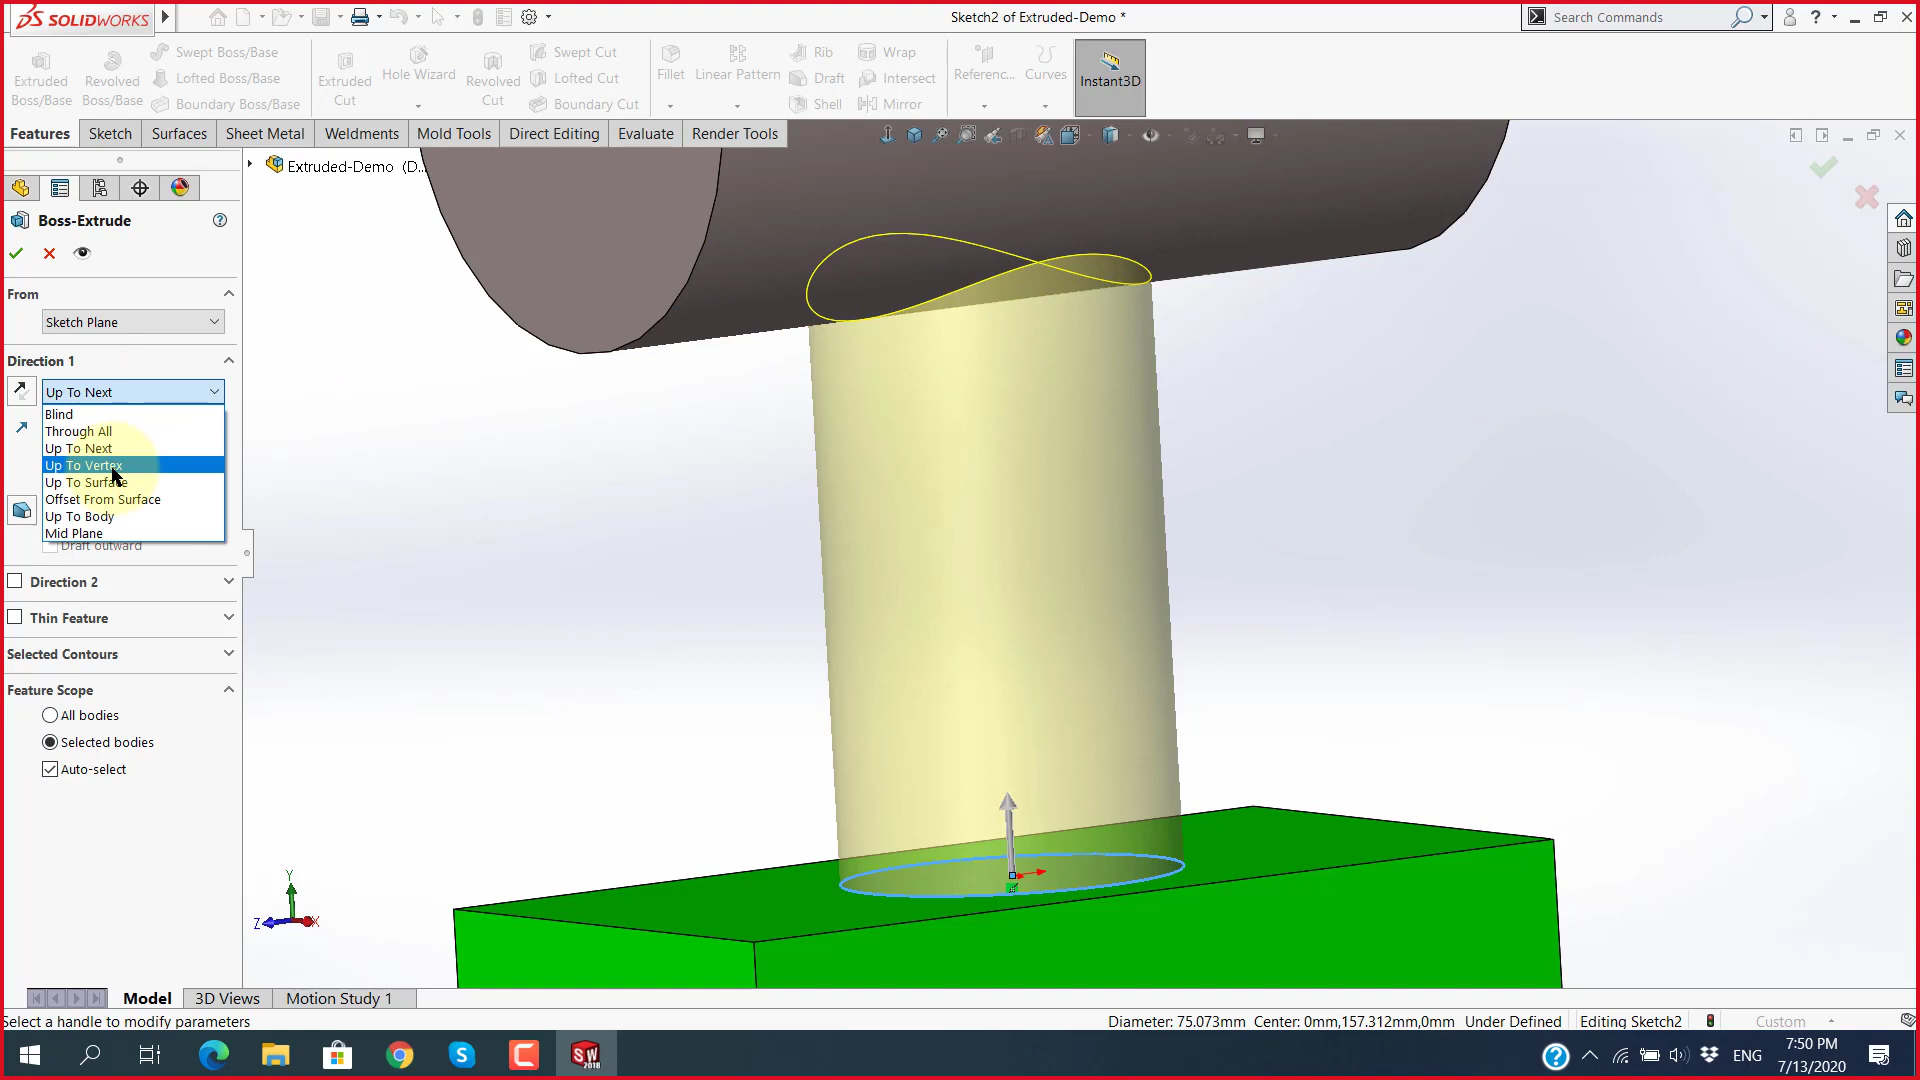 SOLIDWORKS
Sketch2 of Extruded-Demo *
Search Commands
Extruded Boss/Base
Revolved Boss/Base
Swept Boss/Base
Lofted Boss/Base
Boundary Boss/Base
Extruded Cut
Hole Wizard
Revolved Cut
Swept Cut
Lofted Cut
Boundary Cut
Fillet
Linear Pattern
Rib
Draft
Shell
Wrap
Intersect
Mirror
Referenc...
Curves
Instant3D
Features
Sketch
Surfaces
Sheet Metal
Weldments
Mold Tools
Direct Editing
Evaluate
Render Tools
Extruded-Demo (D...
Boss-Extrude
From
Sketch Plane
Direction 1
Up To Next
Blind
Through All
Up To Next
Up To Vertex
Up To Surface
Offset From Surface
Up To Body
Mid Plane
Draft outward
Direction 2
Thin Feature
Selected Contours
Feature Scope
All bodies
Selected bodies
Auto-select
Y
Z
X
Model
3D Views
Motion Study 1
Select a handle to modify parameters
Diameter: 75.073mm Center: 0mm,157.312mm,0mm Under Defined
Editing Sketch2
Custom
SW
2018
ENG
7:50 PM
7/13/2020